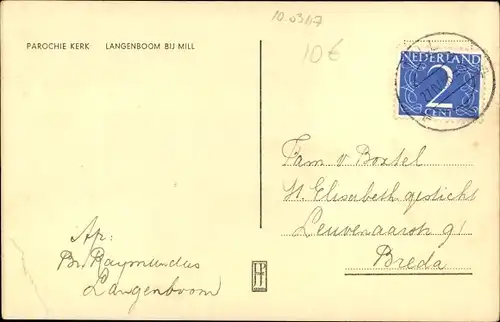 10.0347
10€
PAROCHIE KERK LANGENBOOM BIJ MILL
NEDERLAND
2
CENT
Fam v Boxtel
St. Elisabeth gesticht
Leuvenaarstr 91
Breda
Afz:
Br. Raymundus
Langenboom